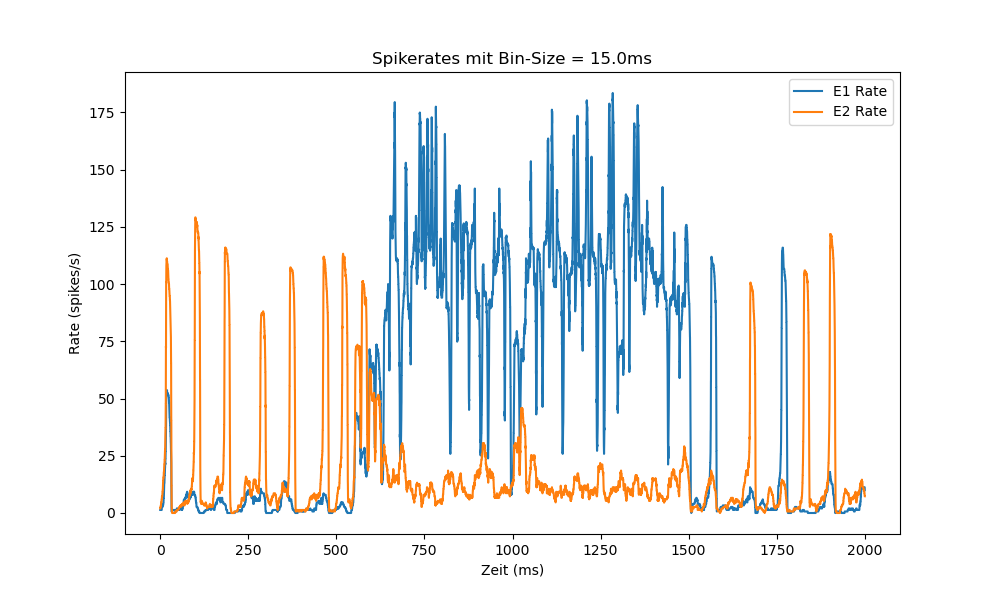 Spikerates mit Bin-Size = 15.0ms
E1 Rate
E2 Rate
Rate (spikes/s)
175
150
125
100
75
50
25
0
0 250 500 750 1000 1250 1500 1750 2000
Zeit (ms)